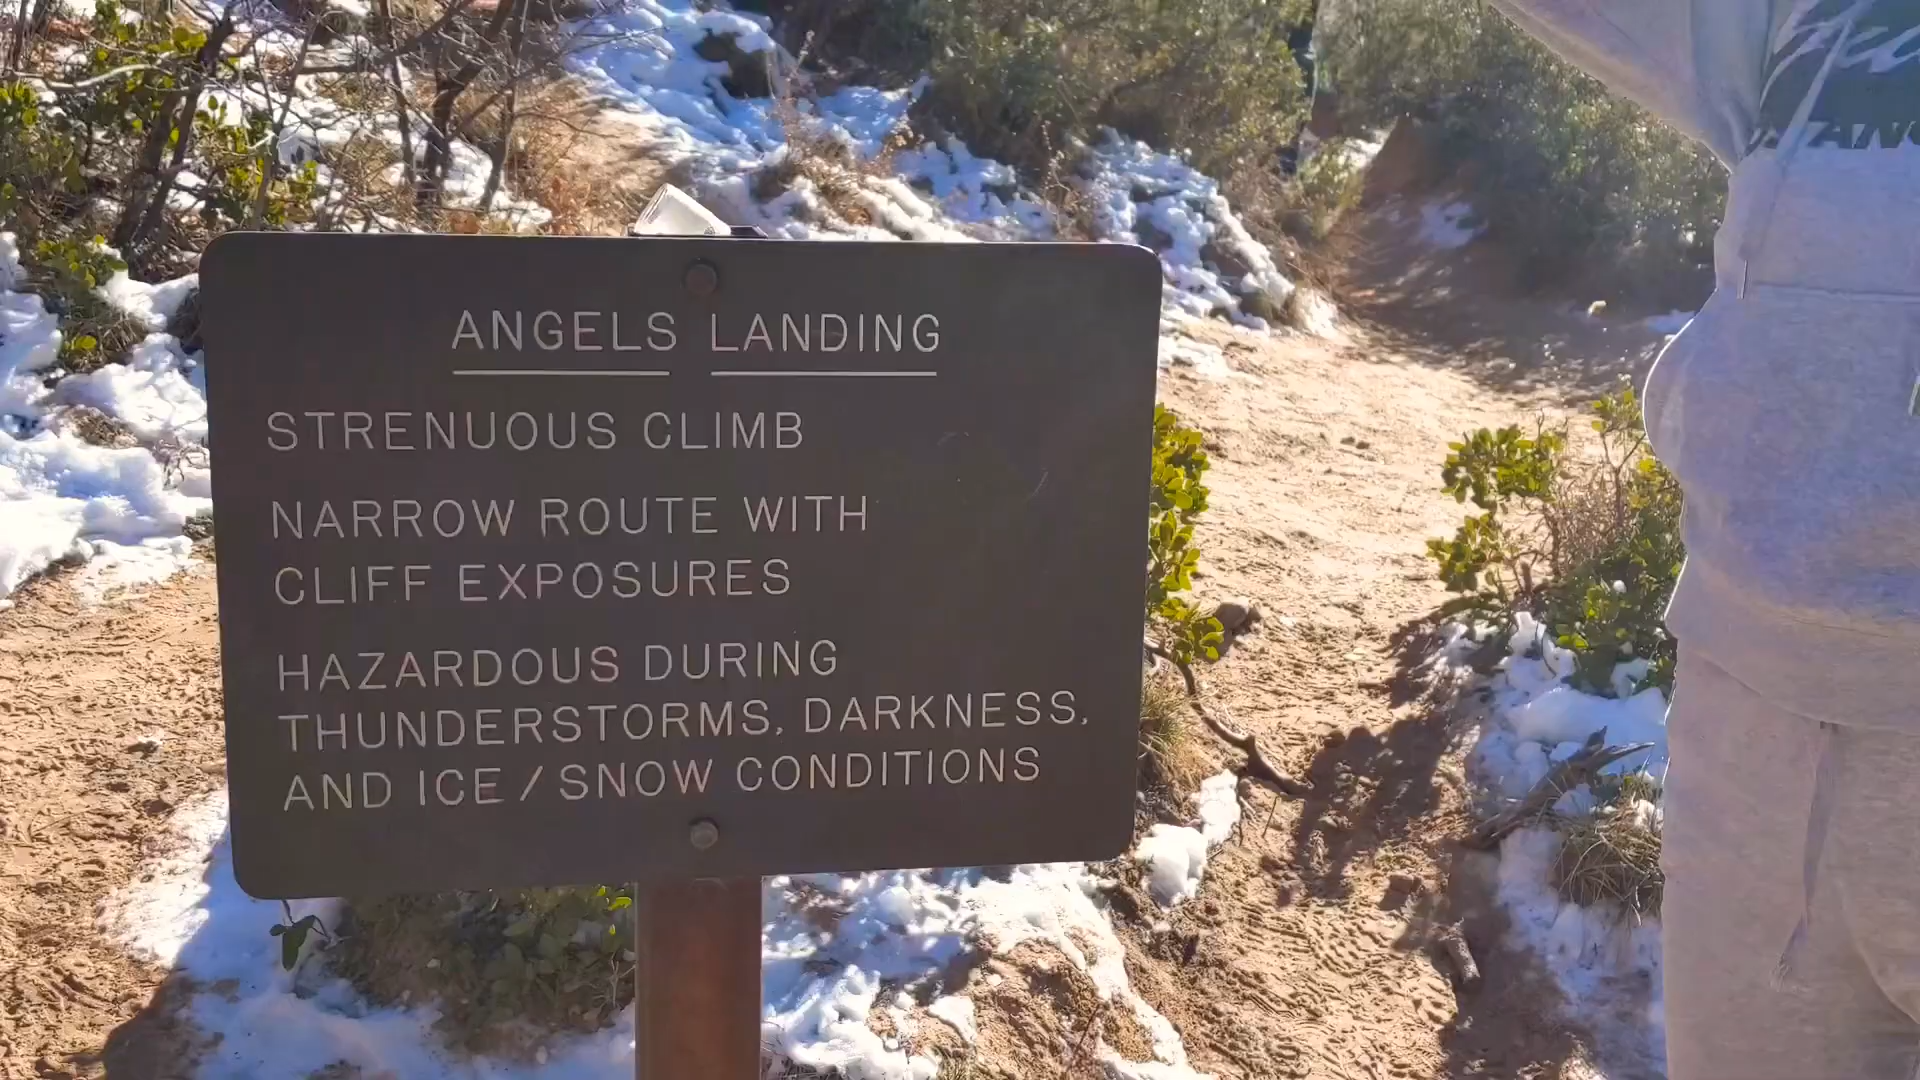 ANGELS LANDING
STRENUOUS CLIMB
NARROW ROUTE WITH
CLIFF EXPOSURES
HAZARDOUS DURING
THUNDERSTORMS, DARKNESS,
AND ICE / SNOW CONDITIONS